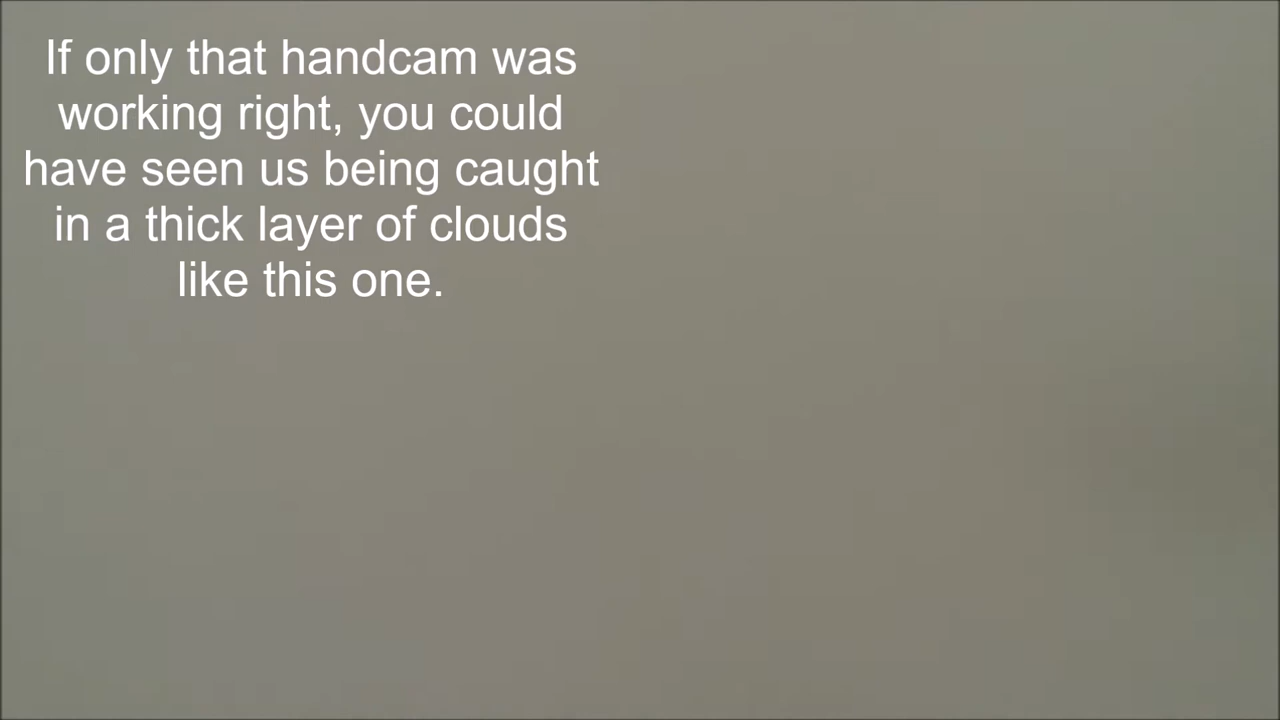 If only that handcam was
working right, you could
have seen us being caught
in a thick layer of clouds
like this one.